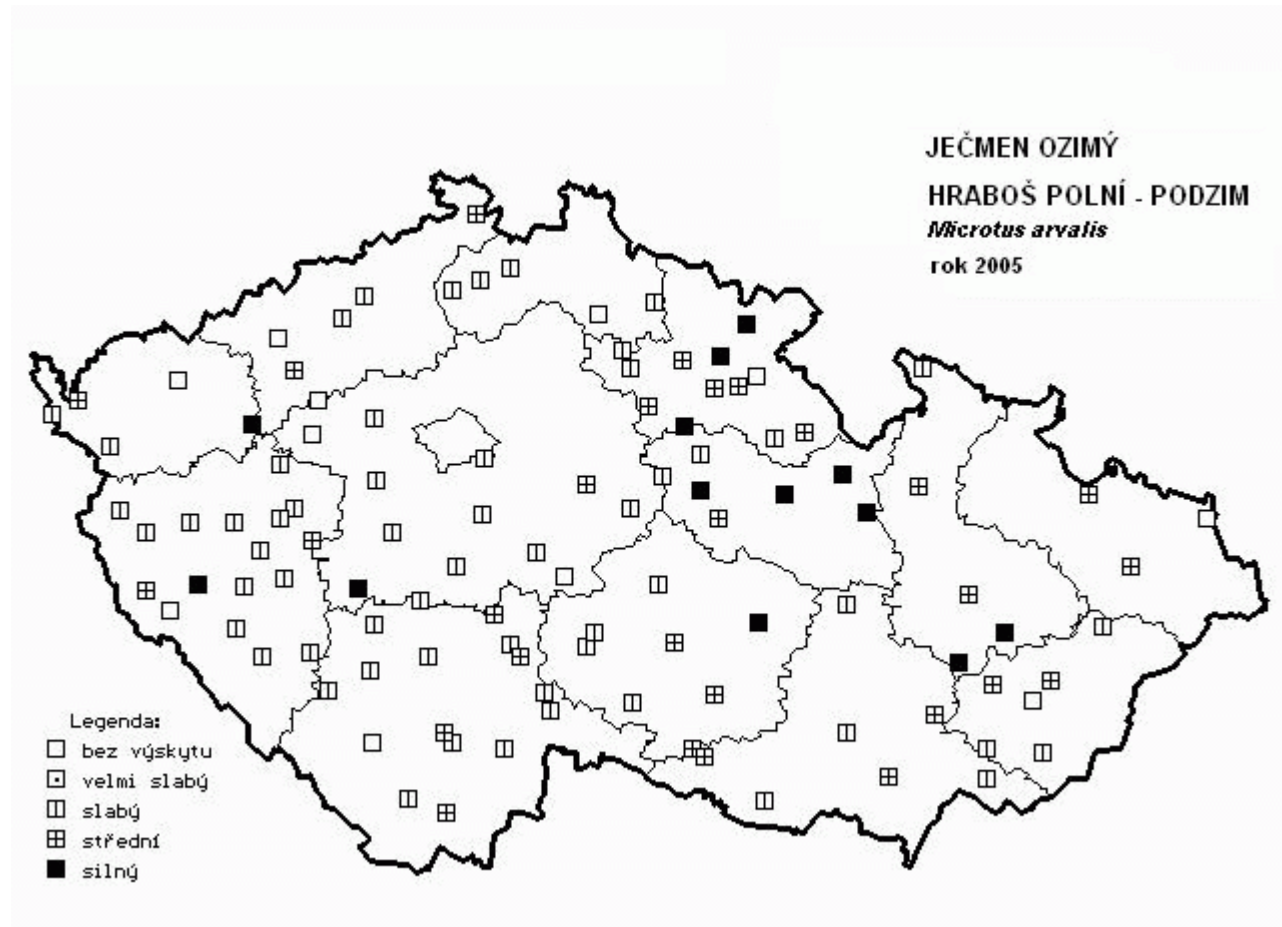 JEČMEN OZIMÝ
HRABOŠ POLNÍ - PODZIM
Microtus arvalis
rok 2005
Legenda:
bez výskytu
velmi slabý
slabý
střední
silný